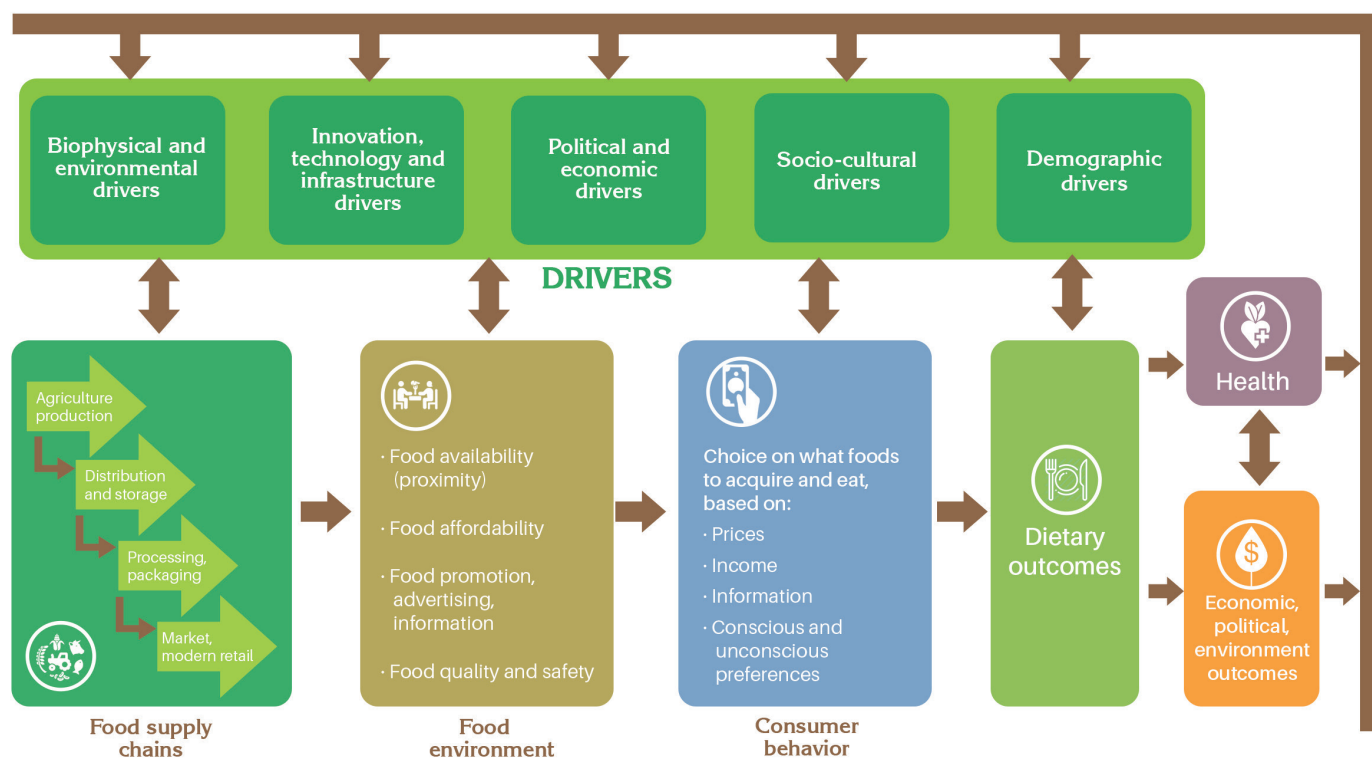 Biophysical and
environmental
drivers
Innovation,
technology and
infrastructure
drivers
Political and
economic
drivers
Socio-cultural
drivers
Demographic
drivers
DRIVERS
Agriculture
production
Distribution
and storage
Processing,
packaging
Market,
modern retail
Food supply
chains
· Food availability
(proximity)
· Food affordability
· Food promotion,
advertising,
information
· Food quality and safety
Food
environment
Choice on what foods
to acquire and eat,
based on:
· Prices
· Income
· Information
· Conscious and
unconscious
preferences
Consumer
behavior
Dietary
outcomes
Health
$
Economic,
political,
environment
outcomes